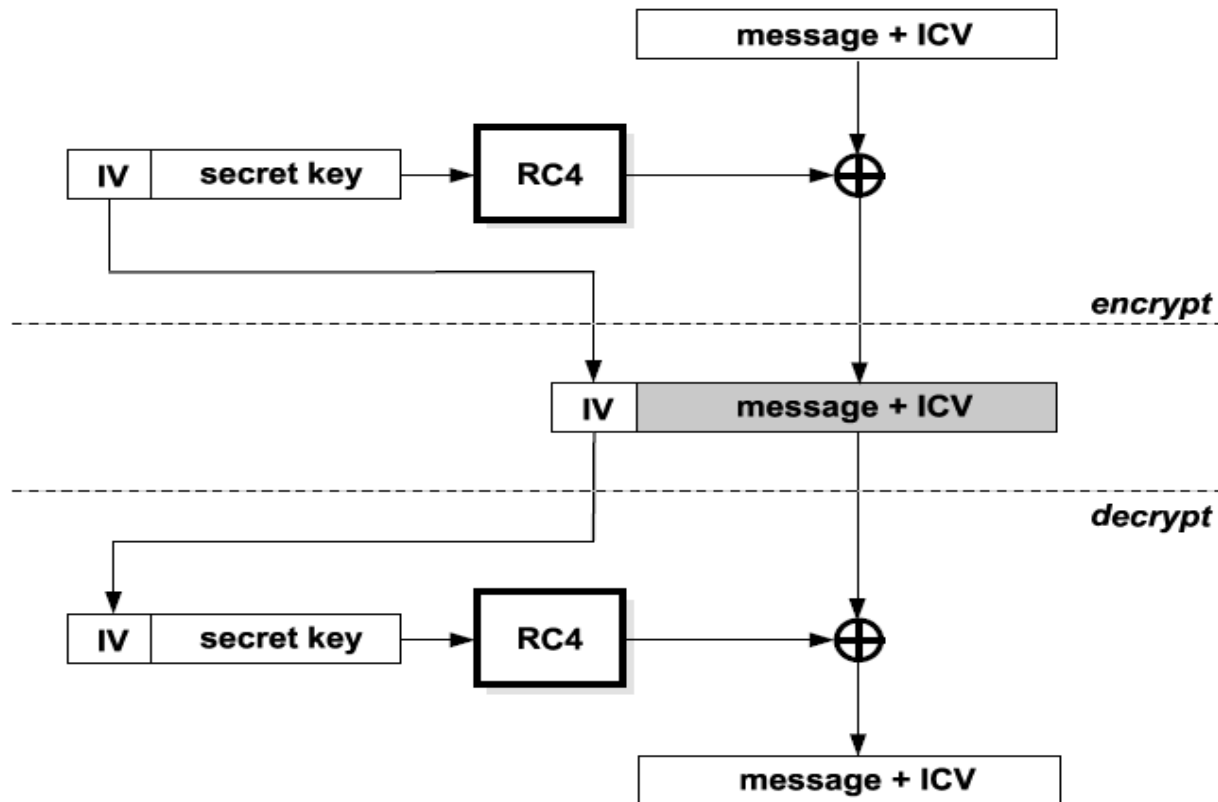 message + ICV
IV secret key
RC4
encrypt
IV message + ICV
decrypt
IV secret key
RC4
message + ICV